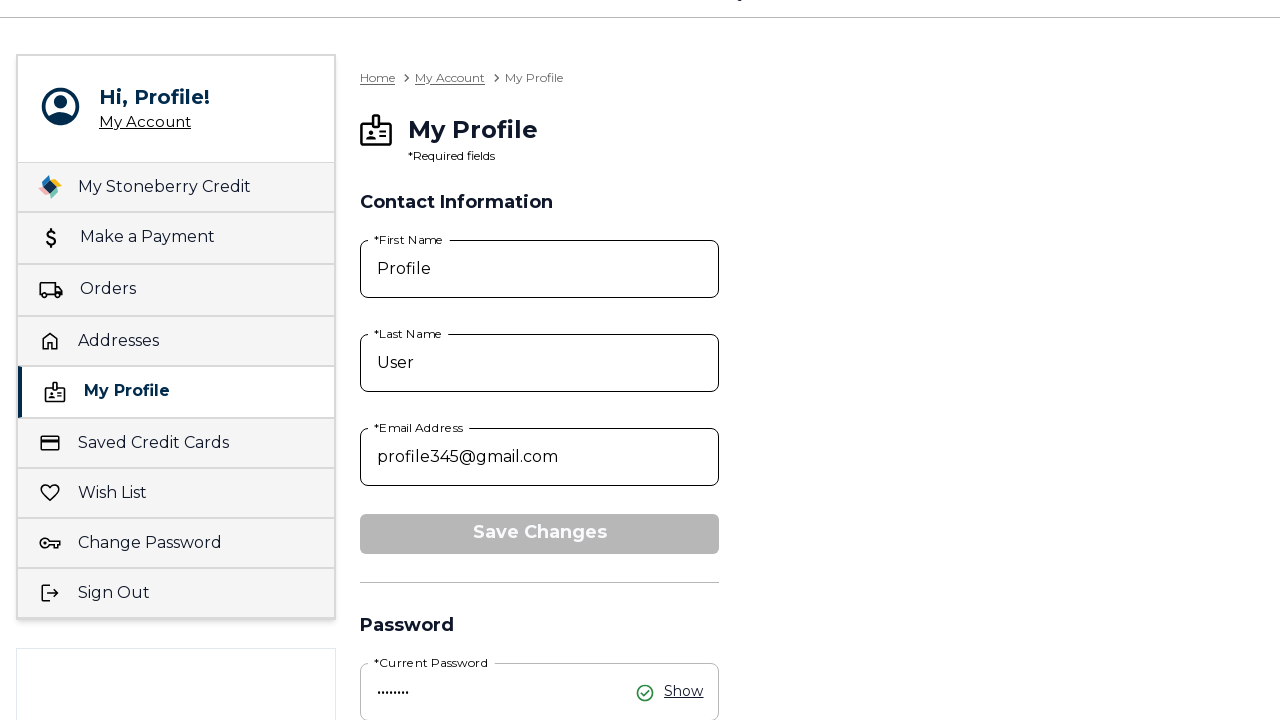 Hi, Profile!
My Account
My Stoneberry Credit
Make a Payment
Orders
Addresses
My Profile
Saved Credit Cards
Wish List
Change Password
Sign Out
Home > My Account > My Profile
My Profile
*Required fields
Contact Information
*First Name
Profile
*Last Name
User
*Email Address
profile345@gmail.com
Save Changes
Password
*Current Password
········
Show